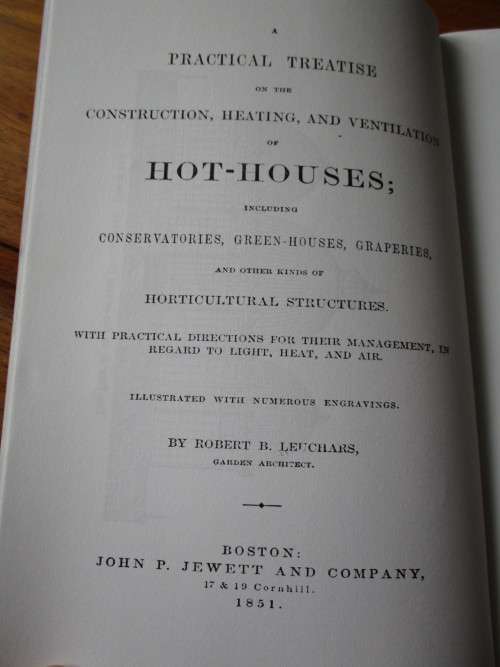 A
PRACTICAL TREATISE
ON THE
CONSTRUCTION, HEATING, AND VENTILATION
OF
HOT-HOUSES;
INCLUDING
CONSERVATORIES, GREEN-HOUSES, GRAPERIES,
AND OTHER KINDS OF
HORTICULTURAL STRUCTURES.
WITH PRACTICAL DIRECTIONS FOR THEIR MANAGEMENT, IN
REGARD TO LIGHT, HEAT, AND AIR.
ILLUSTRATED WITH NUMEROUS ENGRAVINGS.
BY ROBERT B. LEUCHARS,
GARDEN ARCHITECT.
BOSTON:
JOHN P. JEWETT AND COMPANY,
17 & 19 Cornhill.
1851.